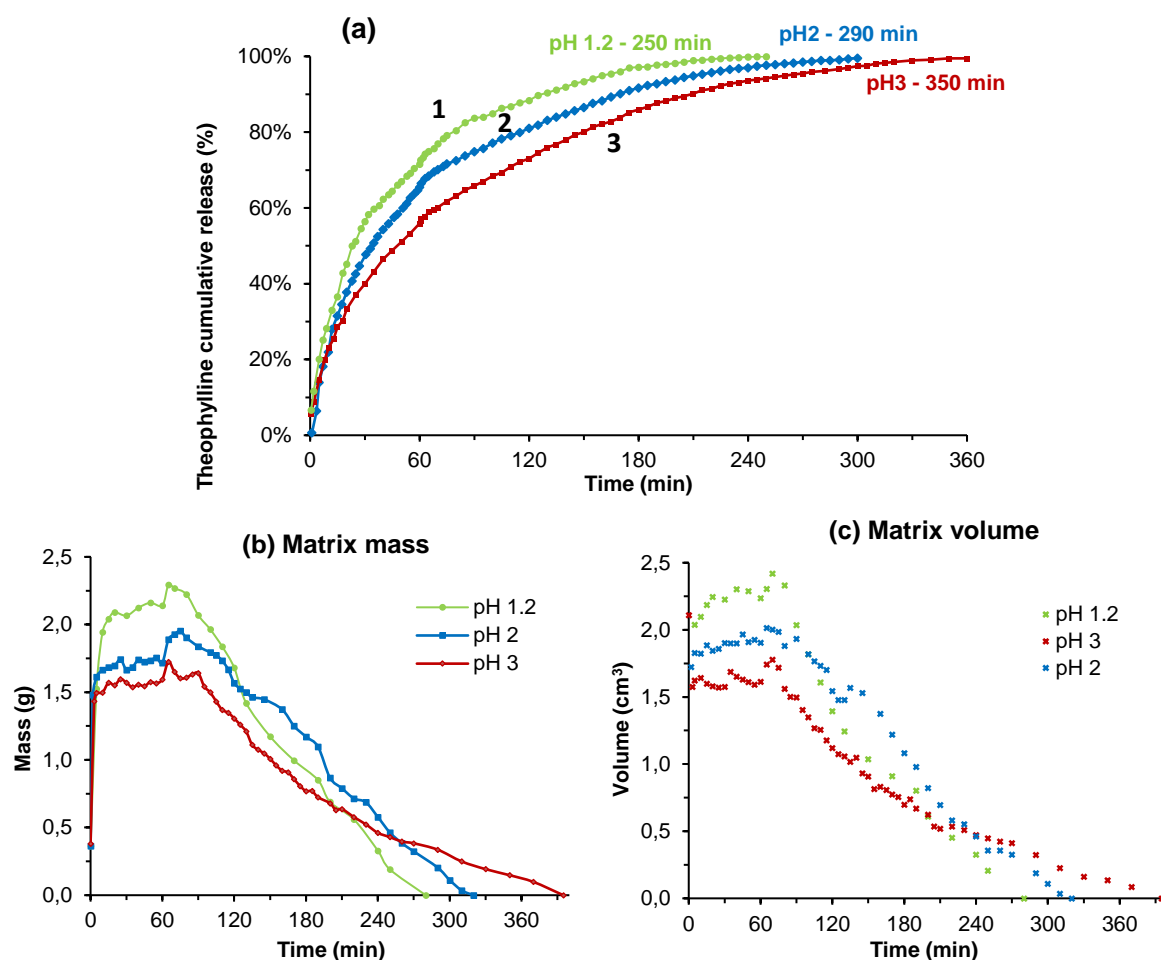 (a)
pH 1.2 - 250 min
pH2 - 290 min
pH3 - 350 min
Theophylline cumulative release (%)
100%
80%
60%
40%
20%
0%
1
2
3
0 60 120 180 240 300 360
Time (min)
(b) Matrix mass
Mass (g)
2,5
2,0
1,5
1,0
0,5
0,0
pH 1.2
pH 2
pH 3
0 60 120 180 240 300 360
Time (min)
(c) Matrix volume
Volume (cm³)
2,5
2,0
1,5
1,0
0,5
0,0
pH 1.2
pH 3
pH 2
0 60 120 180 240 300 360
Time (min)